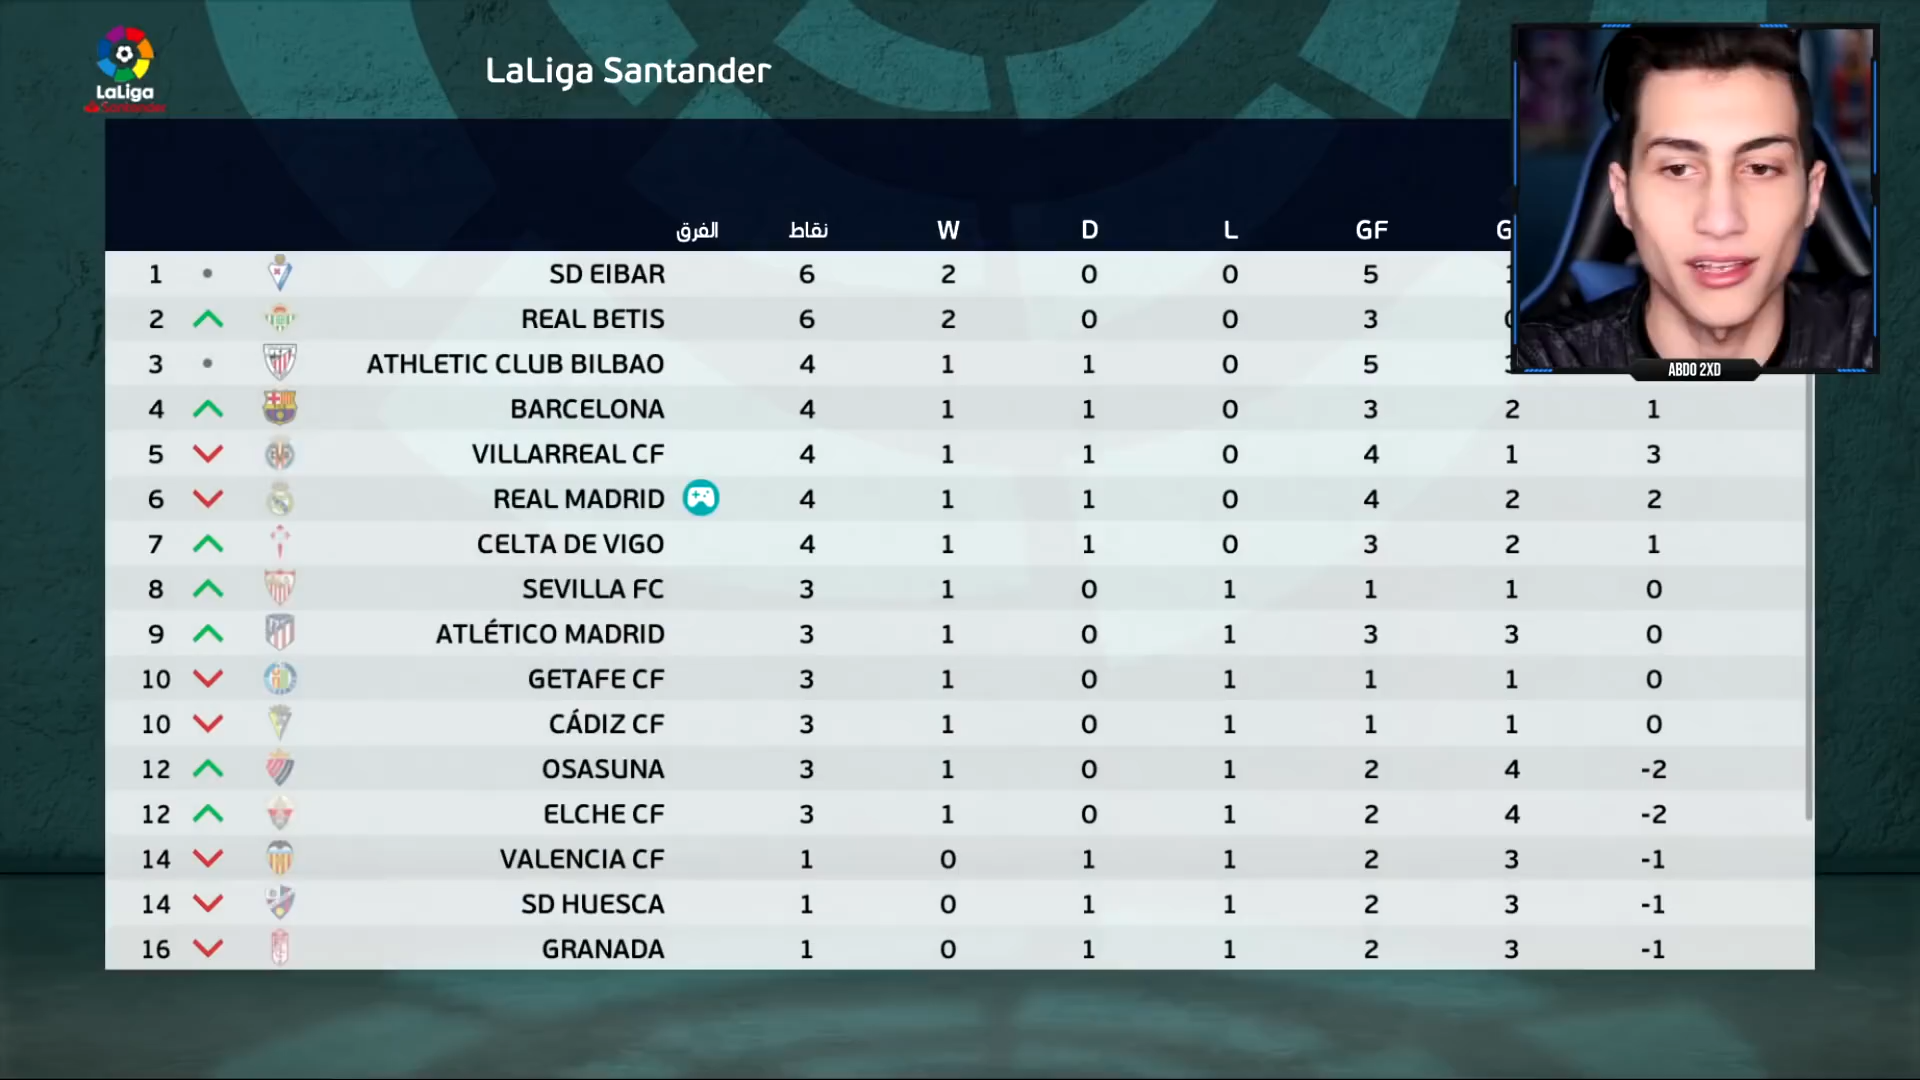 LaLiga
Santander
LaLiga Santander
الفرق نقاط W D L GF
1 SD EIBAR 6 2 0 0 5
2 REAL BETIS 6 2 0 0 3
3 ATHLETIC CLUB BILBAO 4 1 1 0 5
4 BARCELONA 4 1 1 0 3 2 1
5 VILLARREAL CF 4 1 1 0 4 1 3
6 REAL MADRID 4 1 1 0 4 2 2
7 CELTA DE VIGO 4 1 1 0 3 2 1
8 SEVILLA FC 3 1 0 1 1 1 0
9 ATLÉTICO MADRID 3 1 0 1 3 3 0
10 GETAFE CF 3 1 0 1 1 1 0
10 CÁDIZ CF 3 1 0 1 1 1 0
12 OSASUNA 3 1 0 1 2 4 -2
12 ELCHE CF 3 1 0 1 2 4 -2
14 VALENCIA CF 1 0 1 1 2 3 -1
14 SD HUESCA 1 0 1 1 2 3 -1
16 GRANADA 1 0 1 1 2 3 -1
ABDO 2XD